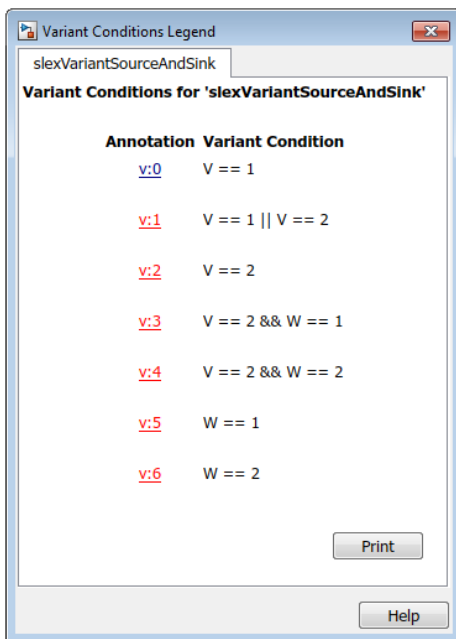 Variant Conditions Legend
slexVariantSourceAndSink
Variant Conditions for 'slexVariantSourceAndSink'
Annotation Variant Condition
v:0 V == 1
v:1 V == 1 || V == 2
v:2 V == 2
v:3 V == 2 && W == 1
v:4 V == 2 && W == 2
v:5 W == 1
v:6 W == 2
Print
Help